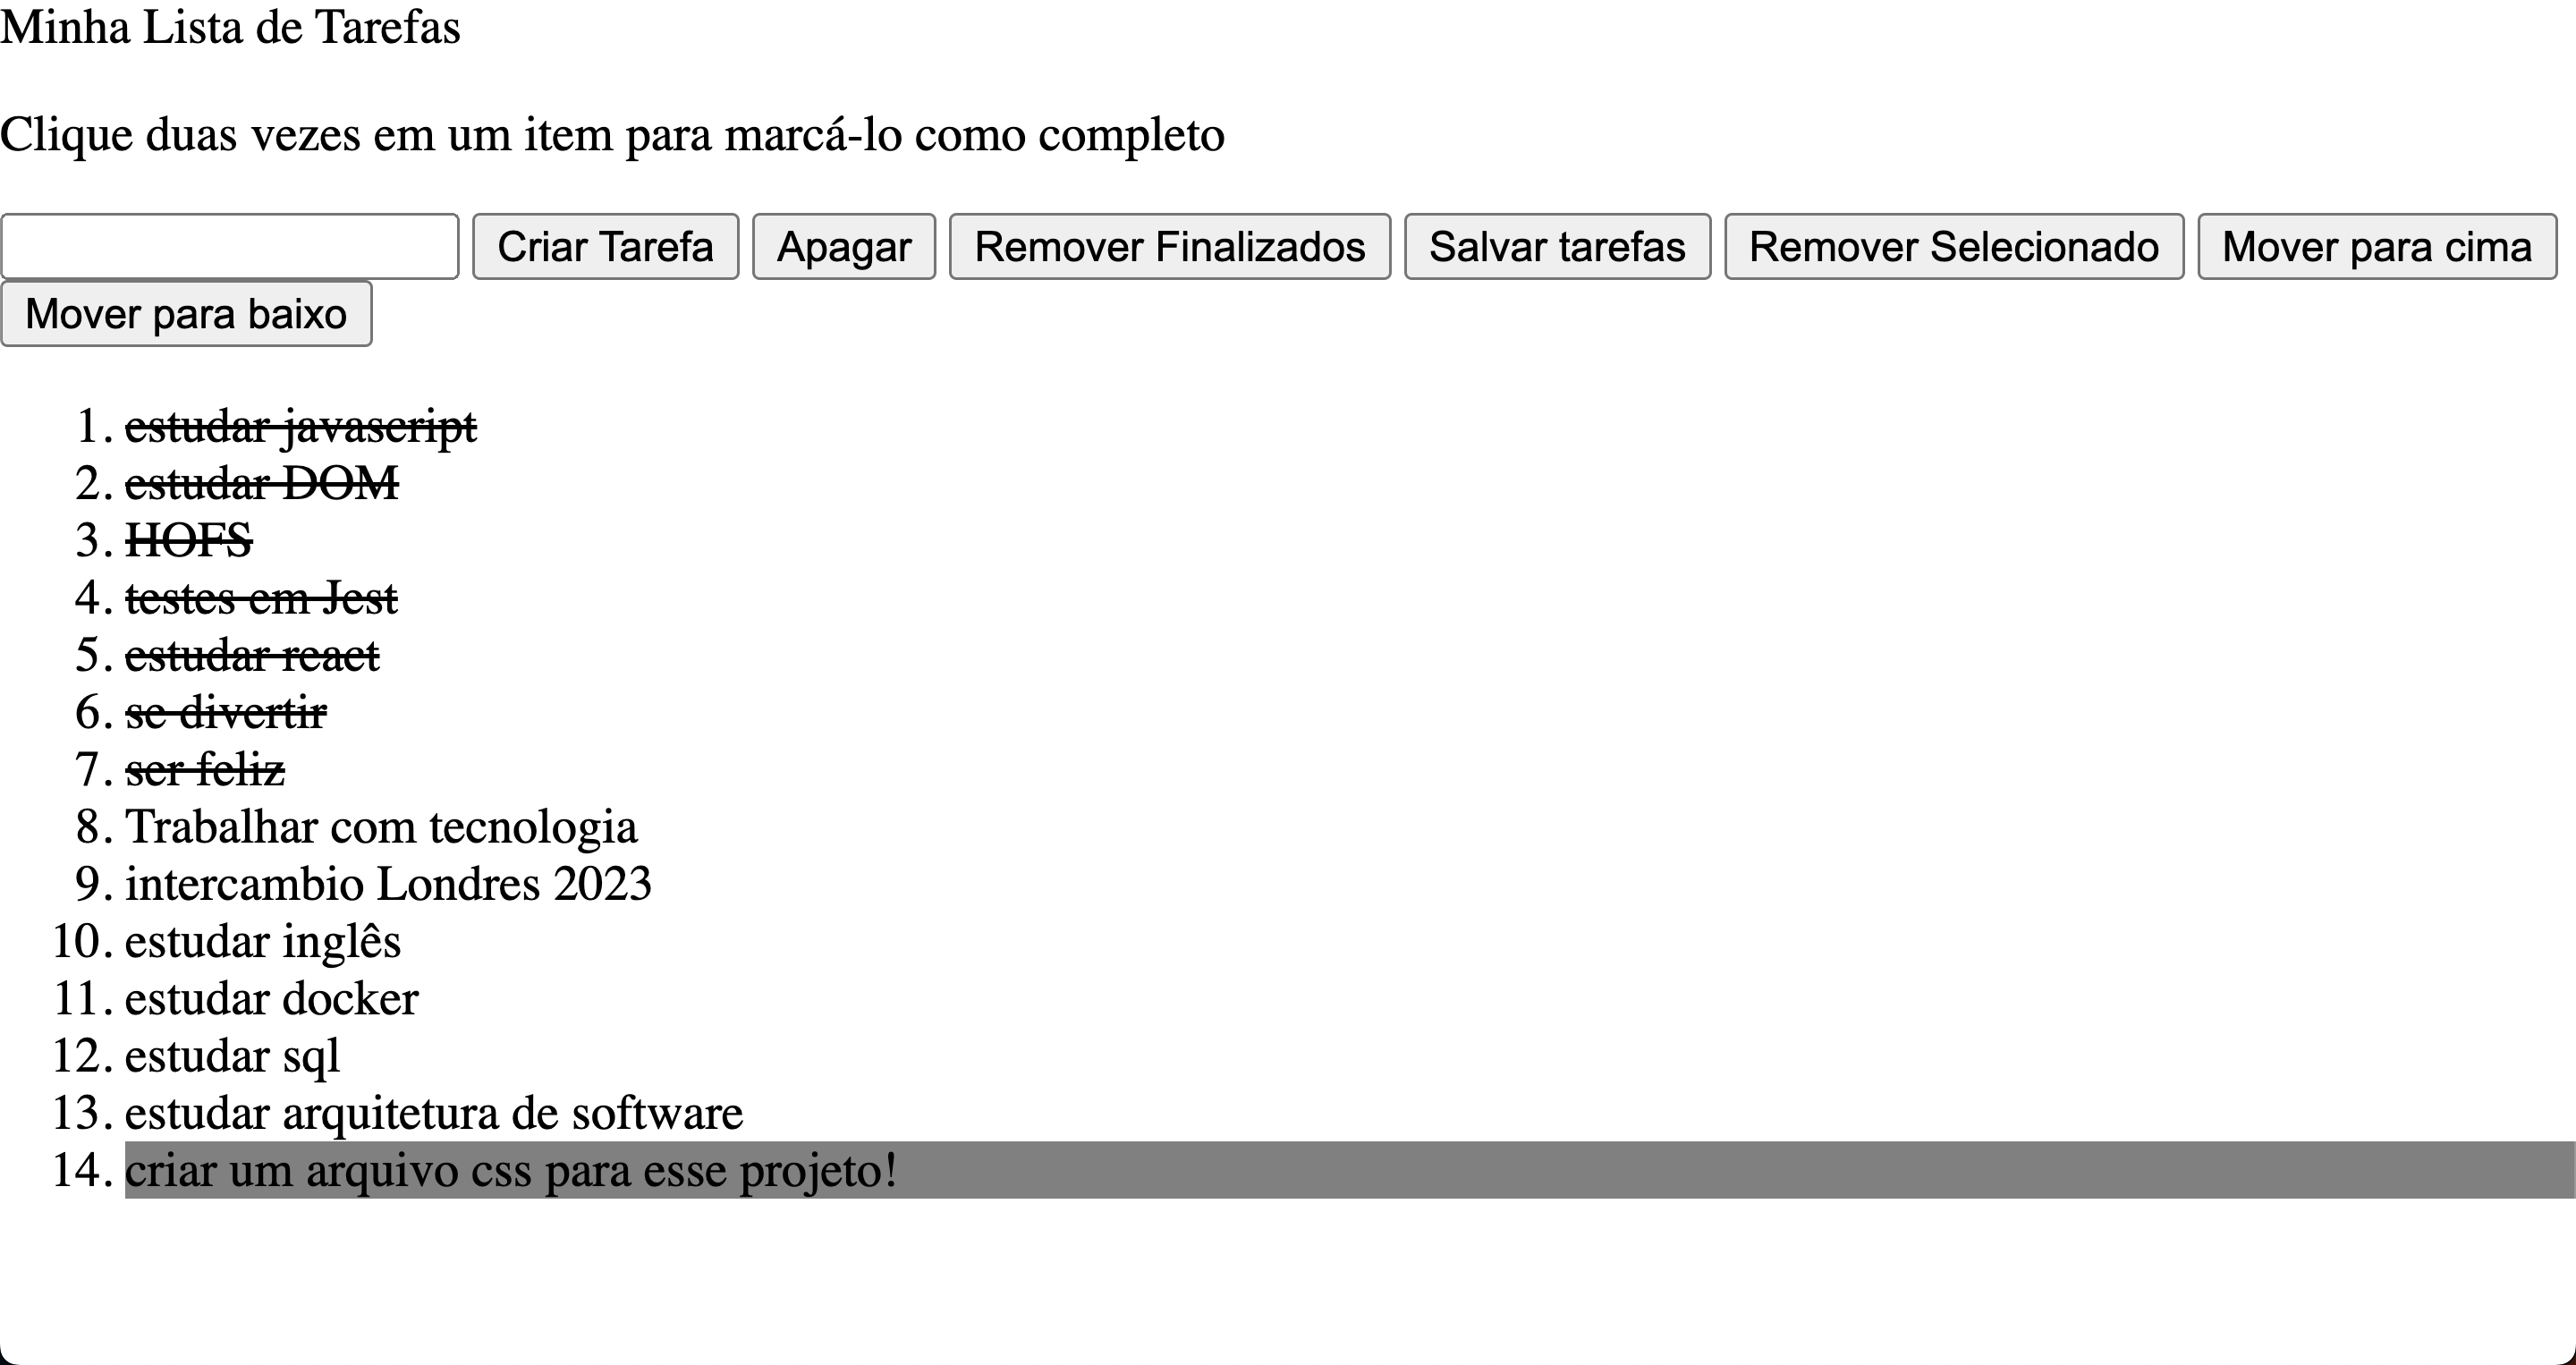 Minha Lista de Tarefas
Clique duas vezes em um item para marcá-lo como completo
Criar Tarefa Apagar Remover Finalizados Salvar tarefas Remover Selecionado Mover para cima
Mover para baixo
1. estudar javascript
2. estudar DOM
3. HOFS
4. testes em Jest
5. estudar react
6. se divertir
7. ser feliz
8. Trabalhar com tecnologia
9. intercambio Londres 2023
10. estudar inglês
11. estudar docker
12. estudar sql
13. estudar arquitetura de software
14. criar um arquivo css para esse projeto!